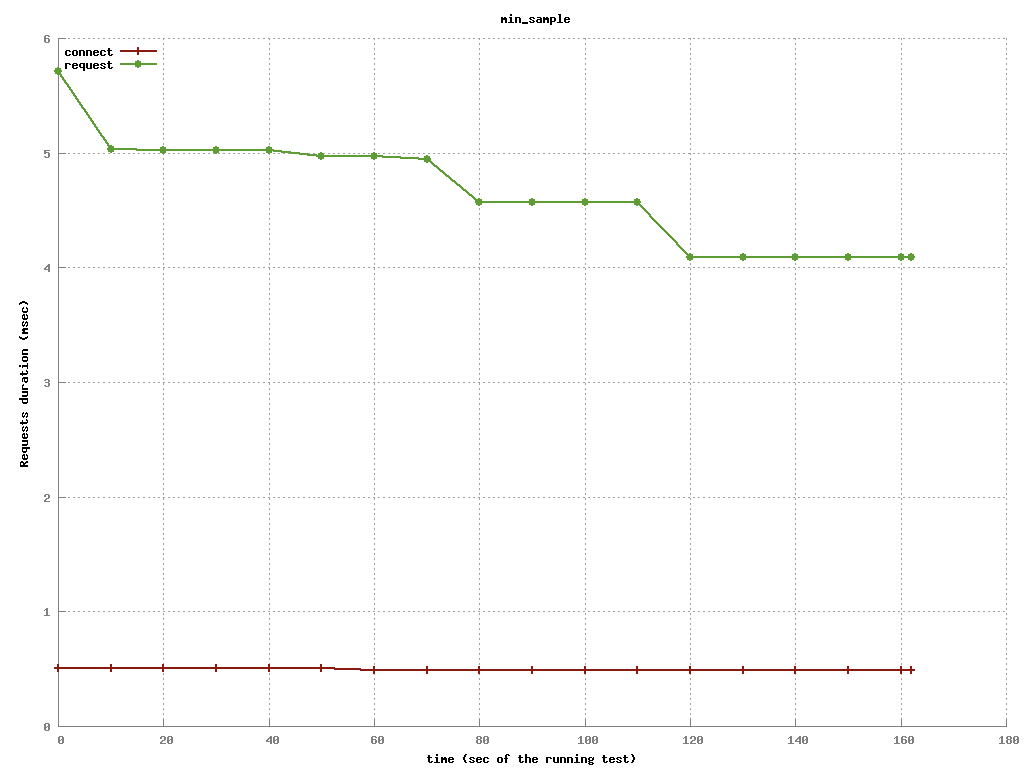 min_sample
connect
request
6
5
4
3
2
1
0
Requests duration (msec)
0 20 40 60 80 100 120 140 160 180
time (sec of the running test)